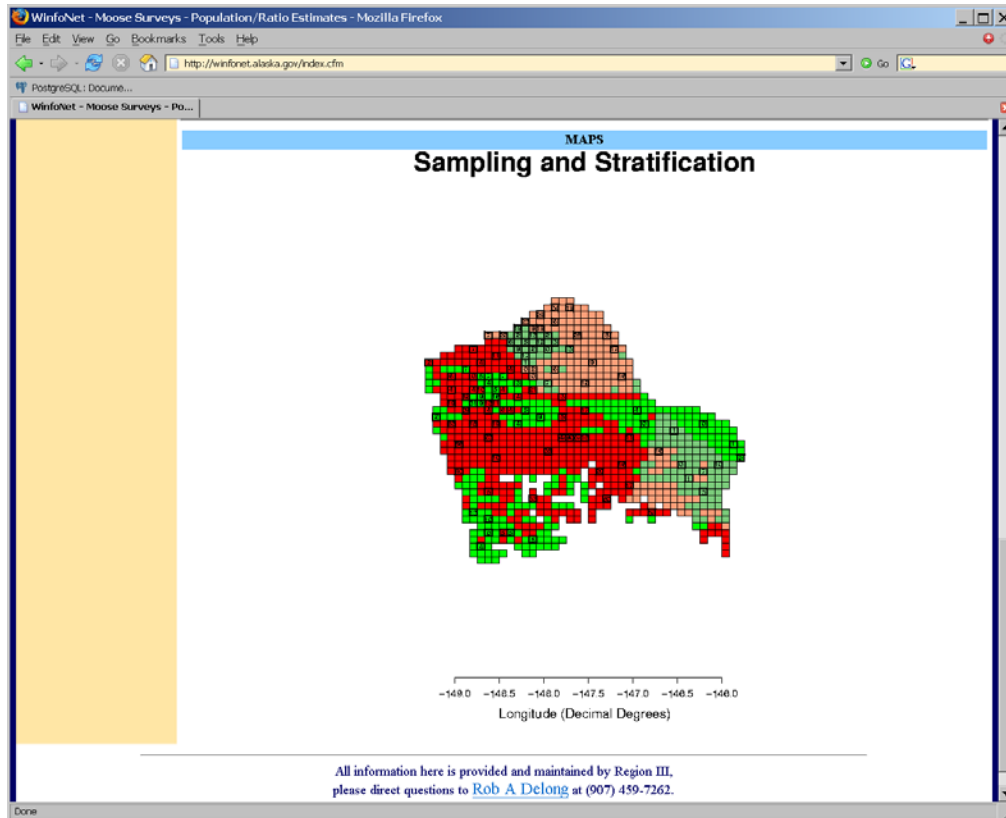 WinfoNet - Moose Surveys - Population/Ratio Estimates - Mozilla Firefox
File Edit View Go Bookmarks Tools Help
http://winfonet.alaska.gov/index.cfm
Go
G
PostgreSQL: Docume...
WinfoNet - Moose Surveys - Po...
MAPS
Sampling and Stratification
-149.0 -148.5 -148.0 -147.5 -147.0 -146.5 -146.0
Longitude (Decimal Degrees)
All information here is provided and maintained by Region III,
please direct questions to Rob A Delong at (907) 459-7262.
Done